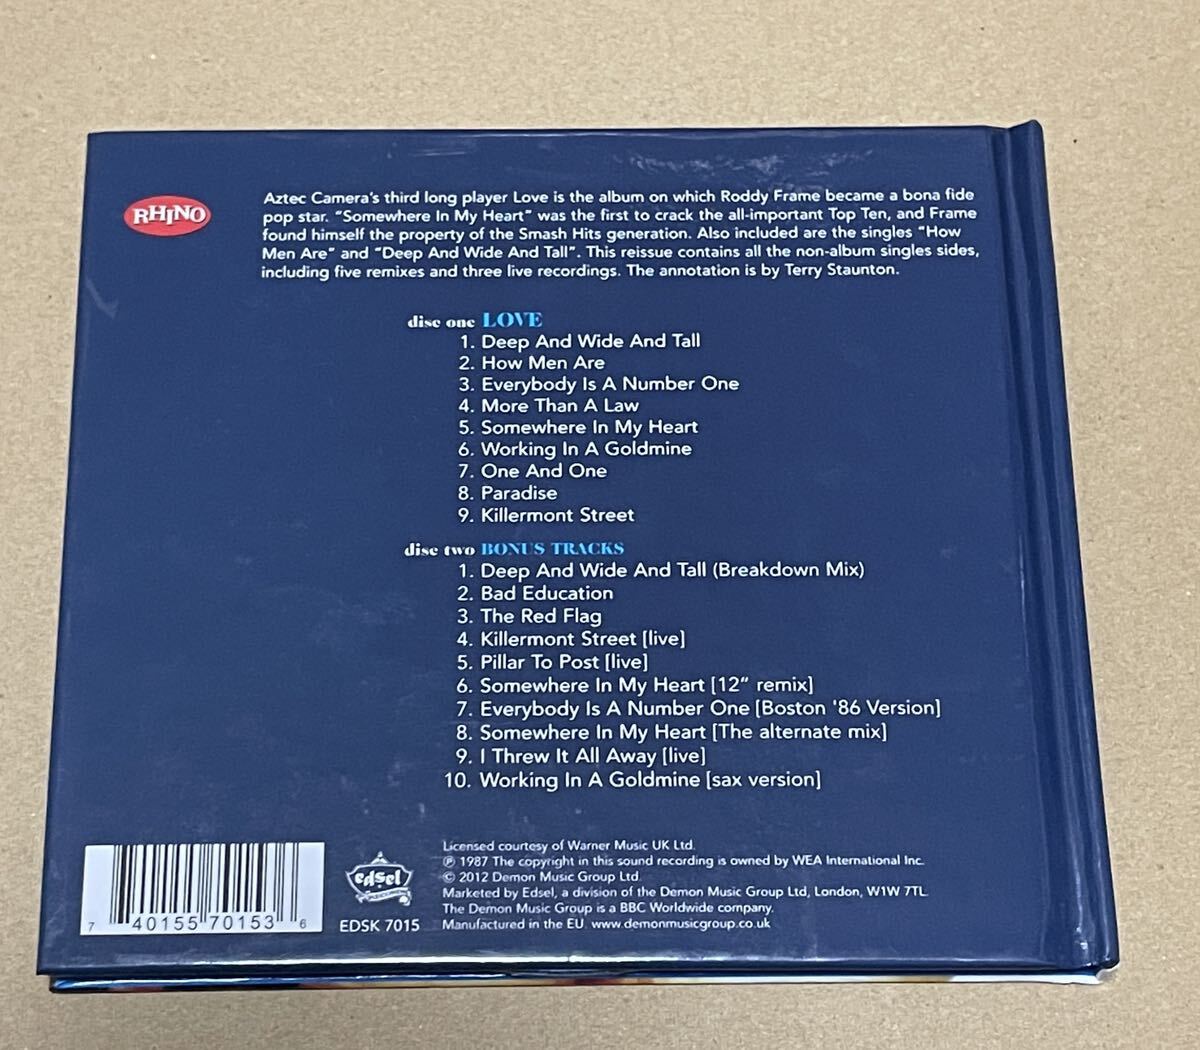 RHINO
Aztec Camera's third long player Love is the album on which Roddy Frame became a bona fide
pop star. "Somewhere In My Heart" was the first to crack the all-important Top Ten, and Frame
found himself the property of the Smash Hits generation. Also included are the singles "How
Men Are" and "Deep And Wide And Tall". This reissue contains all the non-album singles sides,
including five remixes and three live recordings. The annotation is by Terry Staunton.
disc one LOVE
1. Deep And Wide And Tall
2. How Men Are
3. Everybody Is A Number One
4. More Than A Law
5. Somewhere In My Heart
6. Working In A Goldmine
7. One And One
8. Paradise
9. Killermont Street
disc two BONUS TRACKS
1. Deep And Wide And Tall (Breakdown Mix)
2. Bad Education
3. The Red Flag
4. Killermont Street [live]
5. Pillar To Post [live]
6. Somewhere In My Heart [12" remix]
7. Everybody Is A Number One [Boston '86 Version]
8. Somewhere In My Heart [The alternate mix]
9. I Threw It All Away [live]
10. Working In A Goldmine [sax version]
7 40155 70153 6
edsel
RECORDS
EDSK 7015
Licensed courtesy of Warner Music UK Ltd.
℗ 1987 The copyright in this sound recording is owned by WEA International Inc.
© 2012 Demon Music Group Ltd.
Marketed by Edsel, a division of the Demon Music Group Ltd, London, W1W 7TL.
The Demon Music Group is a BBC Worldwide company.
Manufactured in the EU. www.demonmusicgroup.co.uk